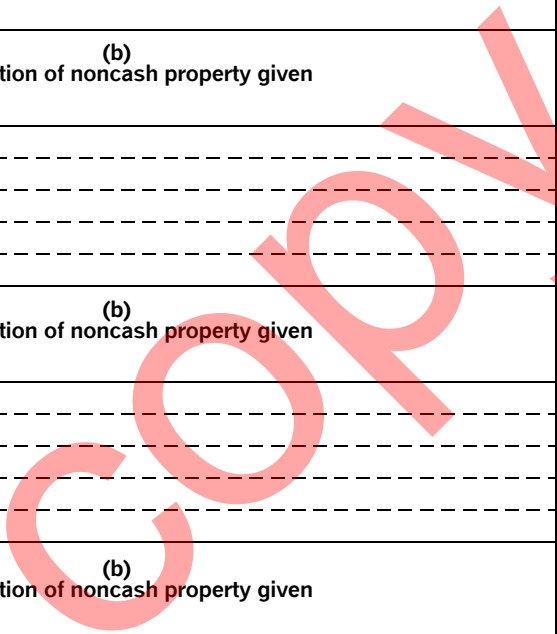 (b)
tion of noncash property given
(b)
tion of noncash property given
(b)
tion of noncash property given
copy